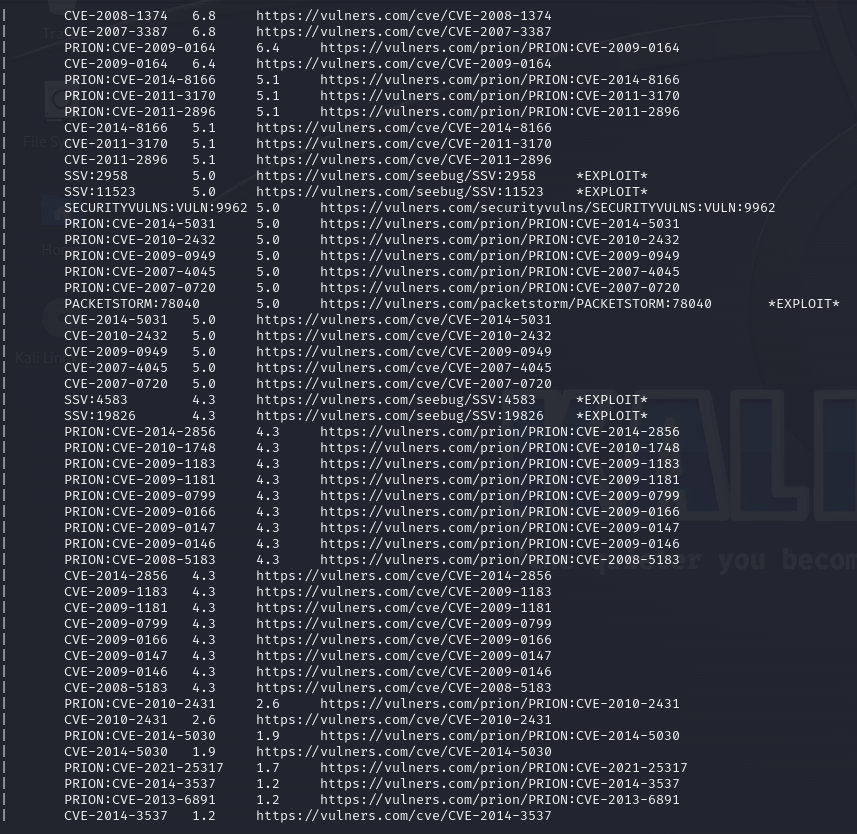 | CVE-2008-1374 6.8 https://vulners.com/cve/CVE-2008-1374
| CVE-2007-3387 6.8 https://vulners.com/cve/CVE-2007-3387
| PRION:CVE-2009-0164 6.4 https://vulners.com/prion/PRION:CVE-2009-0164
| CVE-2009-0164 6.4 https://vulners.com/cve/CVE-2009-0164
| PRION:CVE-2014-8166 5.1 https://vulners.com/prion/PRION:CVE-2014-8166
| PRION:CVE-2011-3170 5.1 https://vulners.com/prion/PRION:CVE-2011-3170
| PRION:CVE-2011-2896 5.1 https://vulners.com/prion/PRION:CVE-2011-2896
| CVE-2014-8166 5.1 https://vulners.com/cve/CVE-2014-8166
| CVE-2011-3170 5.1 https://vulners.com/cve/CVE-2011-3170
| CVE-2011-2896 5.1 https://vulners.com/cve/CVE-2011-2896
| SSV:2958 5.0 https://vulners.com/seebug/SSV:2958 *EXPLOIT*
| SSV:11523 5.0 https://vulners.com/seebug/SSV:11523 *EXPLOIT*
| SECURITYVULNS:VULN:9962 5.0 https://vulners.com/securityvulns/SECURITYVULNS:VULN:9962
| PRION:CVE-2014-5031 5.0 https://vulners.com/prion/PRION:CVE-2014-5031
| PRION:CVE-2010-2432 5.0 https://vulners.com/prion/PRION:CVE-2010-2432
| PRION:CVE-2009-0949 5.0 https://vulners.com/prion/PRION:CVE-2009-0949
| PRION:CVE-2007-4045 5.0 https://vulners.com/prion/PRION:CVE-2007-4045
| PRION:CVE-2007-0720 5.0 https://vulners.com/prion/PRION:CVE-2007-0720
| PACKETSTORM:78040 5.0 https://vulners.com/packetstorm/PACKETSTORM:78040 *EXPLOIT*
| CVE-2014-5031 5.0 https://vulners.com/cve/CVE-2014-5031
| CVE-2010-2432 5.0 https://vulners.com/cve/CVE-2010-2432
| CVE-2009-0949 5.0 https://vulners.com/cve/CVE-2009-0949
| CVE-2007-4045 5.0 https://vulners.com/cve/CVE-2007-4045
| CVE-2007-0720 5.0 https://vulners.com/cve/CVE-2007-0720
| SSV:4583 4.3 https://vulners.com/seebug/SSV:4583 *EXPLOIT*
| SSV:19826 4.3 https://vulners.com/seebug/SSV:19826 *EXPLOIT*
| PRION:CVE-2014-2856 4.3 https://vulners.com/prion/PRION:CVE-2014-2856
| PRION:CVE-2010-1748 4.3 https://vulners.com/prion/PRION:CVE-2010-1748
| PRION:CVE-2009-1183 4.3 https://vulners.com/prion/PRION:CVE-2009-1183
| PRION:CVE-2009-1181 4.3 https://vulners.com/prion/PRION:CVE-2009-1181
| PRION:CVE-2009-0799 4.3 https://vulners.com/prion/PRION:CVE-2009-0799
| PRION:CVE-2009-0166 4.3 https://vulners.com/prion/PRION:CVE-2009-0166
| PRION:CVE-2009-0147 4.3 https://vulners.com/prion/PRION:CVE-2009-0147
| PRION:CVE-2009-0146 4.3 https://vulners.com/prion/PRION:CVE-2009-0146
| PRION:CVE-2008-5183 4.3 https://vulners.com/prion/PRION:CVE-2008-5183
| CVE-2014-2856 4.3 https://vulners.com/cve/CVE-2014-2856
| CVE-2009-1183 4.3 https://vulners.com/cve/CVE-2009-1183
| CVE-2009-1181 4.3 https://vulners.com/cve/CVE-2009-1181
| CVE-2009-0799 4.3 https://vulners.com/cve/CVE-2009-0799
| CVE-2009-0166 4.3 https://vulners.com/cve/CVE-2009-0166
| CVE-2009-0147 4.3 https://vulners.com/cve/CVE-2009-0147
| CVE-2009-0146 4.3 https://vulners.com/cve/CVE-2009-0146
| CVE-2008-5183 4.3 https://vulners.com/cve/CVE-2008-5183
| PRION:CVE-2010-2431 2.6 https://vulners.com/prion/PRION:CVE-2010-2431
| CVE-2010-2431 2.6 https://vulners.com/cve/CVE-2010-2431
| PRION:CVE-2014-5030 1.9 https://vulners.com/prion/PRION:CVE-2014-5030
| CVE-2014-5030 1.9 https://vulners.com/cve/CVE-2014-5030
| PRION:CVE-2021-25317 1.7 https://vulners.com/prion/PRION:CVE-2021-25317
| PRION:CVE-2014-3537 1.2 https://vulners.com/prion/PRION:CVE-2014-3537
| PRION:CVE-2013-6891 1.2 https://vulners.com/prion/PRION:CVE-2013-6891
| CVE-2014-3537 1.2 https://vulners.com/cve/CVE-2014-3537